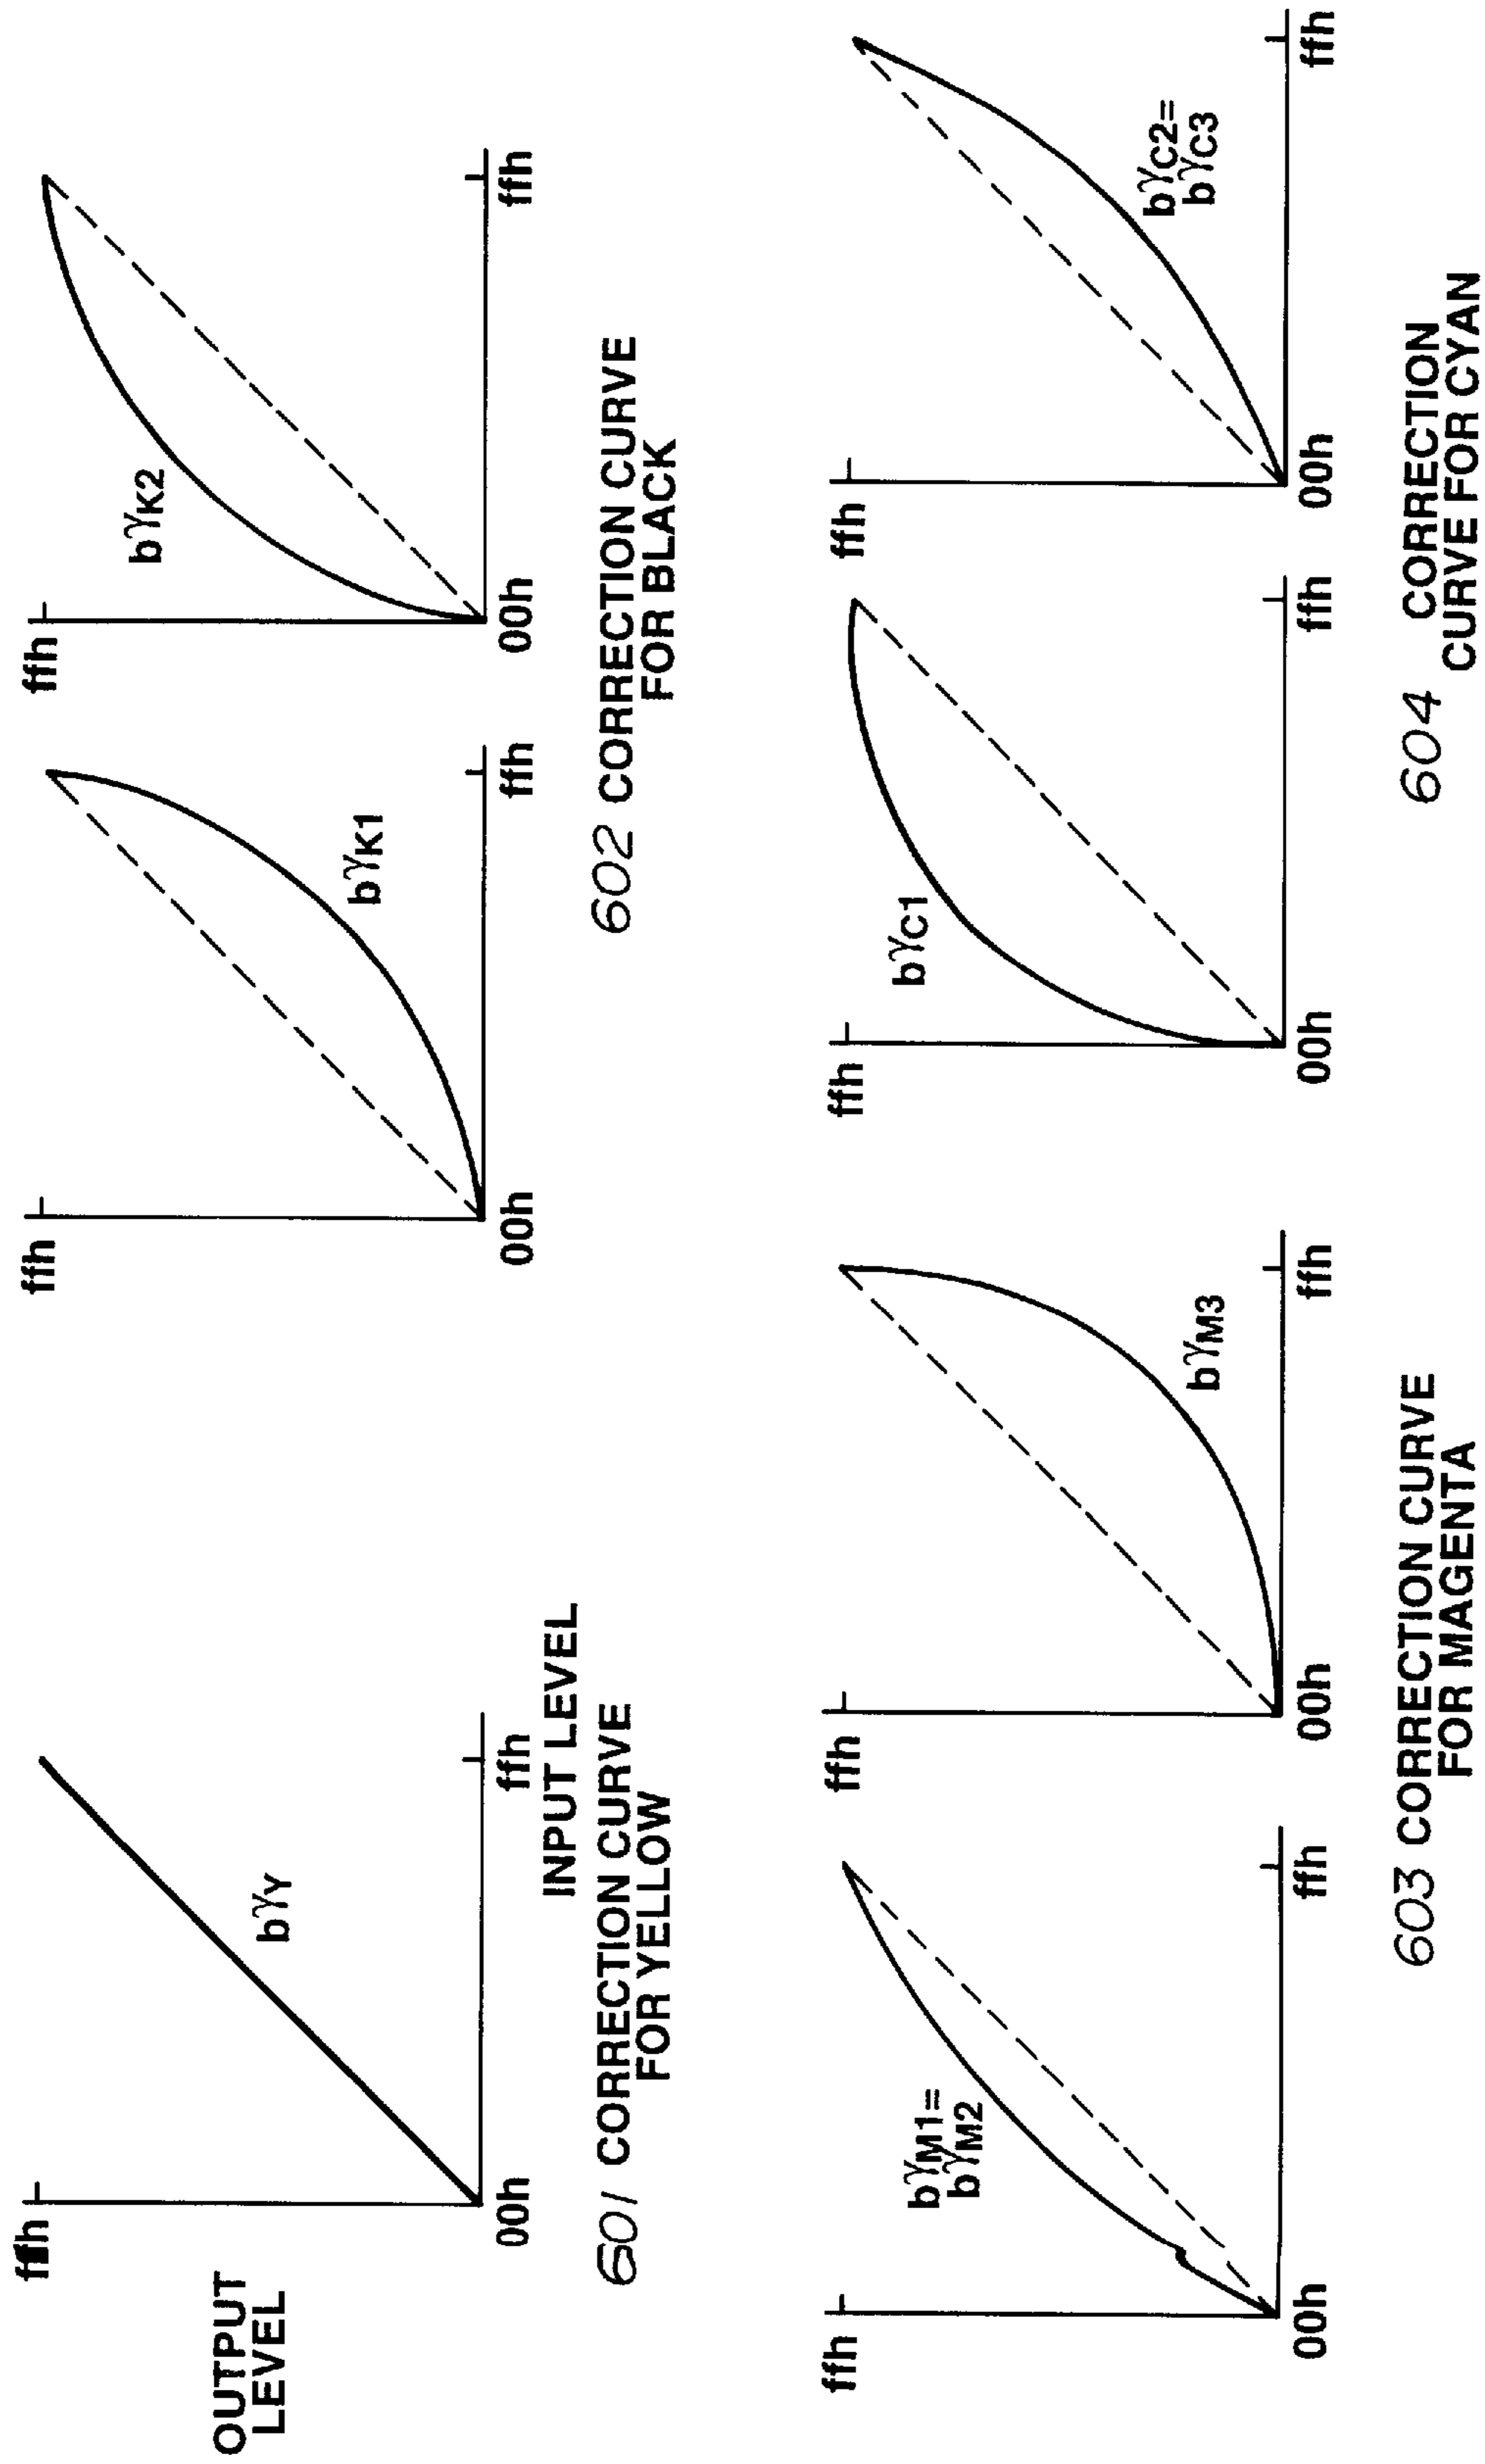 OUTPUT
LEVEL
ffh
bγY
00h
ffh
INPUT LEVEL
601 CORRECTION CURVE
FOR YELLOW
ffh
bγK1
00h
ffh
ffh
bγK2
00h
ffh
602 CORRECTION CURVE
FOR BLACK
ffh
bγM1=
bγM2
00h
ffh
ffh
bγM3
00h
ffh
603 CORRECTION CURVE
FOR MAGENTA
ffh
bγC1
00h
ffh
ffh
bγC2=
bγC3
00h
ffh
604 CORRECTION
CURVE FOR CYAN